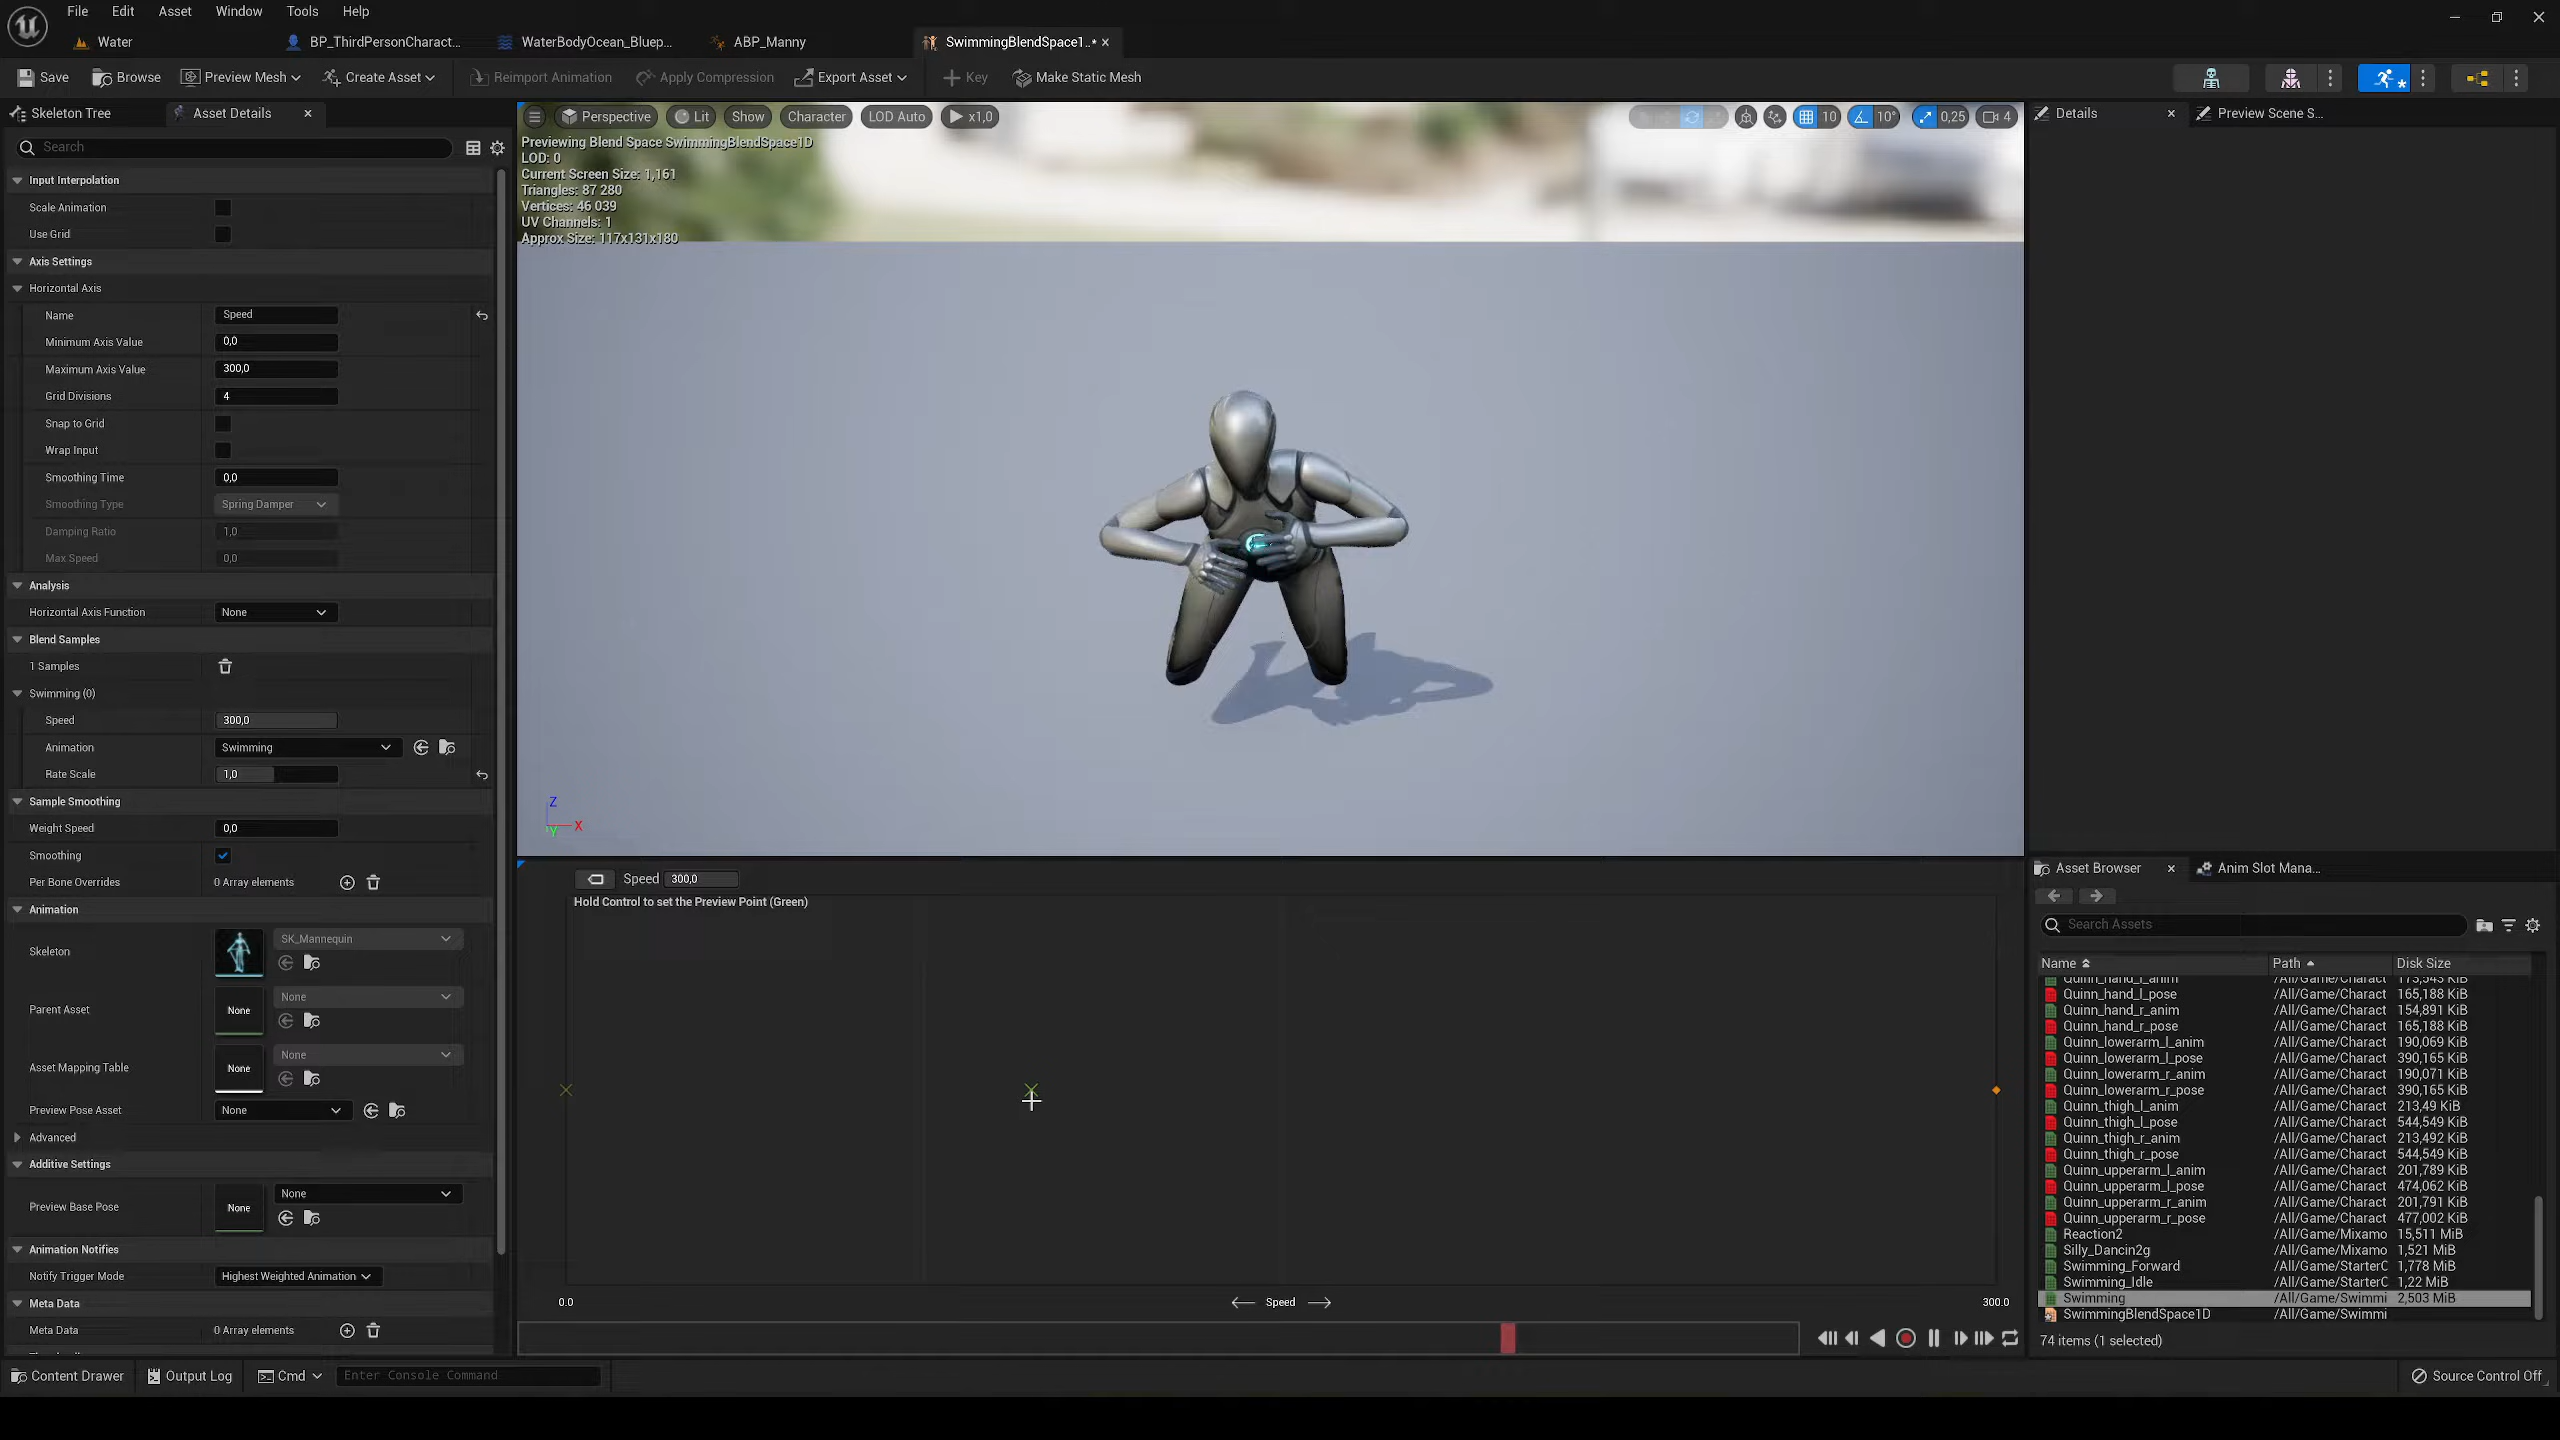 File Edit Asset Window Tools Help
Water BP_ThirdPersonCharact... WaterBodyOcean_Bluep... ABP_Manny SwimmingBlendSpace1..*
Save Browse Preview Mesh Create Asset Reimport Animation Apply Compression Export Asset Key Make Static Mesh
Skeleton Tree Asset Details
Search
Input Interpolation
Scale Animation
Use Grid
Axis Settings
Horizontal Axis
Name Speed
Minimum Axis Value 0,0
Maximum Axis Value 300,0
Grid Divisions 4
Snap to Grid
Wrap Input
Smoothing Time 0,0
Smoothing Type Spring Damper
Damping Ratio 1,0
Max Speed 0,0
Analysis
Horizontal Axis Function None
Blend Samples
1 Samples
Swimming (0)
Speed 300,0
Animation Swimming
Rate Scale 1,0
Sample Smoothing
Weight Speed 0,0
Smoothing
Per Bone Overrides 0 Array elements
Animation
Skeleton SK_Mannequin
Parent Asset None None
Asset Mapping Table None None
Preview Pose Asset None
Advanced
Additive Settings
Preview Base Pose None None
Animation Notifies
Notify Trigger Mode Highest Weighted Animation
Meta Data
Meta Data 0 Array elements
Perspective Lit Show Character LOD Auto x1,0 10 10° 0,25 4
Previewing Blend Space SwimmingBlendSpace1D
LOD: 0
Current Screen Size: 1,161
Triangles: 87 280
Vertices: 46 039
UV Channels: 1
Approx Size: 117x131x180
Z
Y X
Speed 300,0
Hold Control to set the Preview Point (Green)
0.0 Speed 300.0
Details Preview Scene S...
Asset Browser Anim Slot Mana...
Search Assets
Name Path Disk Size
Quinn_hand_l_anim /All/Game/Charact 173,543 KiB
Quinn_hand_l_pose /All/Game/Charact 165,188 KiB
Quinn_hand_r_anim /All/Game/Charact 154,891 KiB
Quinn_hand_r_pose /All/Game/Charact 165,188 KiB
Quinn_lowerarm_l_anim /All/Game/Charact 190,069 KiB
Quinn_lowerarm_l_pose /All/Game/Charact 390,165 KiB
Quinn_lowerarm_r_anim /All/Game/Charact 190,071 KiB
Quinn_lowerarm_r_pose /All/Game/Charact 390,165 KiB
Quinn_thigh_l_anim /All/Game/Charact 213,49 KiB
Quinn_thigh_l_pose /All/Game/Charact 544,549 KiB
Quinn_thigh_r_anim /All/Game/Charact 213,492 KiB
Quinn_thigh_r_pose /All/Game/Charact 544,549 KiB
Quinn_upperarm_l_anim /All/Game/Charact 201,789 KiB
Quinn_upperarm_l_pose /All/Game/Charact 474,062 KiB
Quinn_upperarm_r_anim /All/Game/Charact 201,791 KiB
Quinn_upperarm_r_pose /All/Game/Charact 477,002 KiB
Reaction2 /All/Game/Mixamo 15,511 MiB
Silly_Dancin2g /All/Game/Mixamo 1,521 MiB
Swimming_Forward /All/Game/StarterC 1,778 MiB
Swimming_Idle /All/Game/StarterC 1,22 MiB
Swimming /All/Game/Swimmi 2,503 MiB
SwimmingBlendSpace1D /All/Game/Swimmi
74 items (1 selected)
Content Drawer Output Log Cmd Enter Console Command Source Control Off